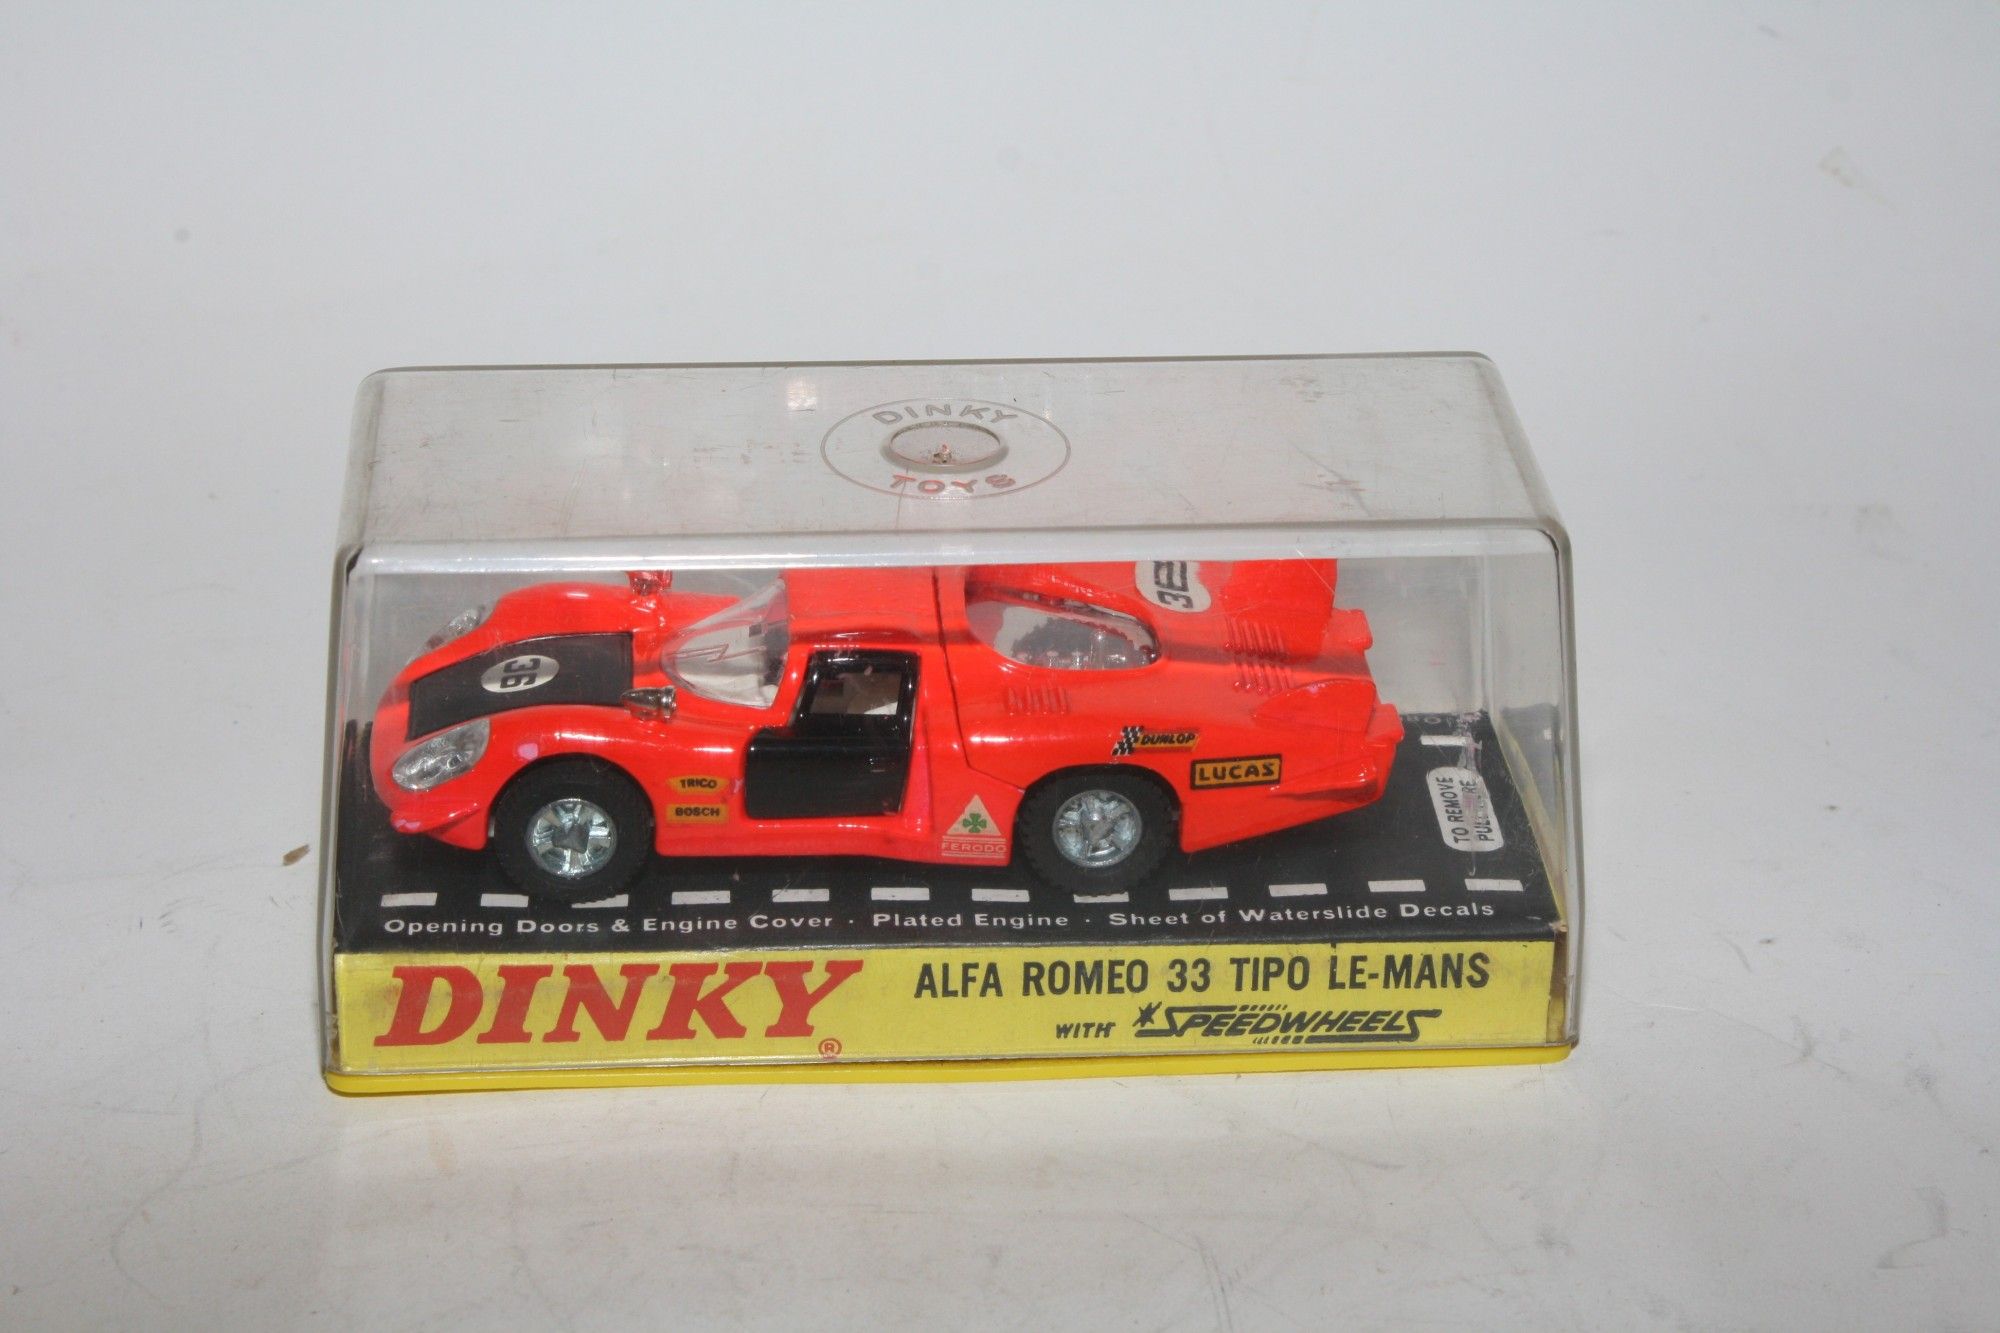 DINKY
TOYS
36
36
TRICO
BOSCH
DUNLOP
LUCAS
FERODO
TO REMOVE
Opening Doors & Engine Cover · Plated Engine · Sheet of Waterslide Decals
DINKY®
ALFA ROMEO 33 TIPO LE-MANS
WITH *SPEEDWHEELS